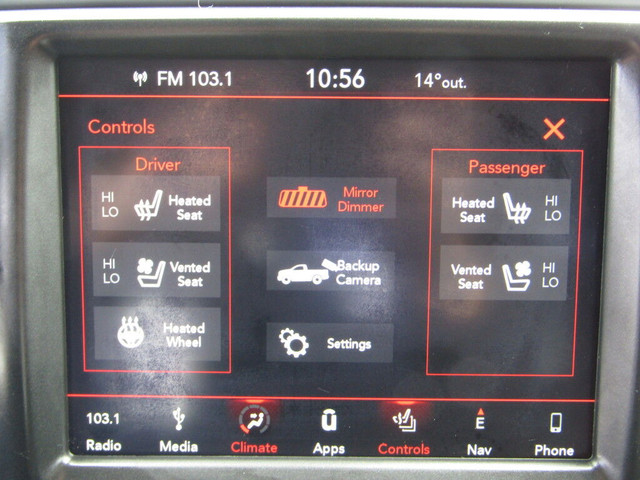 FM 103.1 10:56 14°out.
Controls X
Driver
HI
LO
Heated
Seat
HI
LO
Vented
Seat
Heated
Wheel
Mirror
Dimmer
Backup
Camera
Settings
Passenger
Heated
Seat
HI
LO
Vented
Seat
HI
LO
103.1
Radio
Media
Climate
Apps
Controls
E
Nav
Phone